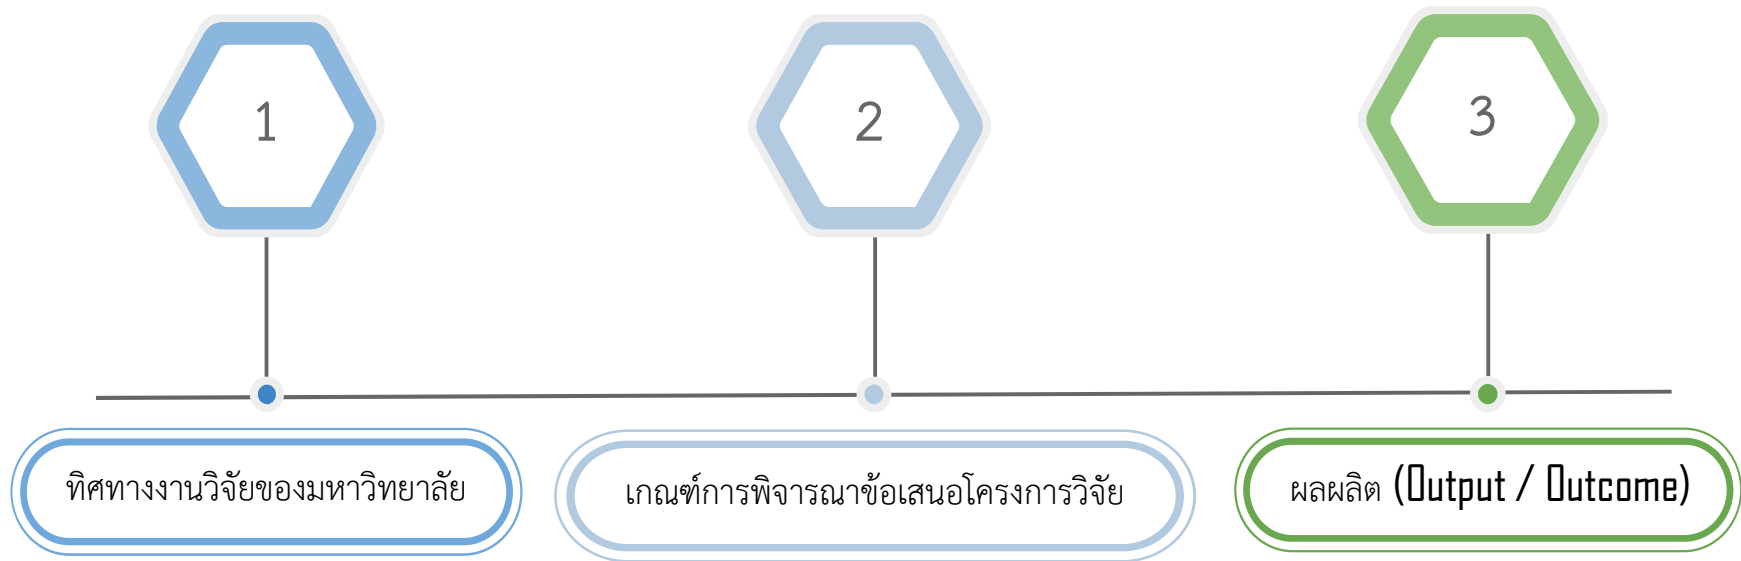 1
2
3
ทิศทางงานวิจัยของมหาวิทยาลัย
เกณฑ์การพิจารณาข้อเสนอโครงการวิจัย
ผลผลิต (Output / Outcome)